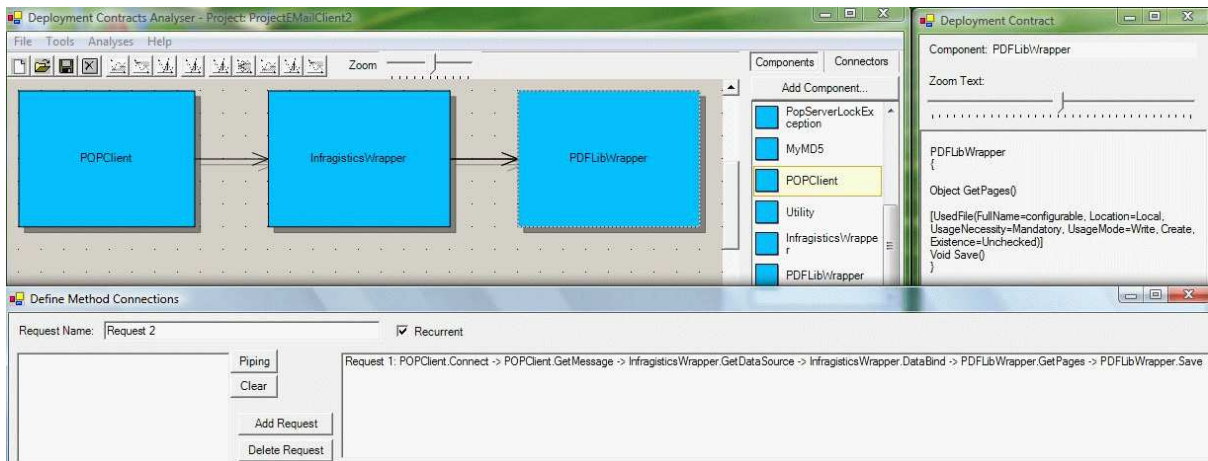 Deployment Contracts Analyser - Project: ProjectEMailClient2
File Tools Analyses Help
Zoom
POPClient
InfragisticsWrapper
PDFLibWrapper
Components Connectors
Add Component...
PopServerLockEx
ception
MyMD5
POPClient
Utility
InfragisticsWrappe
r
PDFLibWrapper
Deployment Contract
Component: PDFLibWrapper
Zoom Text:
PDFLibWrapper
{
Object GetPages()
[UsedFile(FullName=configurable, Location=Local,
UsageNecessity=Mandatory, UsageMode=Write, Create,
Existence=Unchecked)]
Void Save()
}
Define Method Connections
Request Name: Request 2
Recurrent
Piping
Clear
Add Request
Delete Request
Request 1: POPClient.Connect -> POPClient.GetMessage -> InfragisticsWrapper.GetDataSource -> InfragisticsWrapper.DataBind -> PDFLibWrapper.GetPages -> PDFLibWrapper.Save